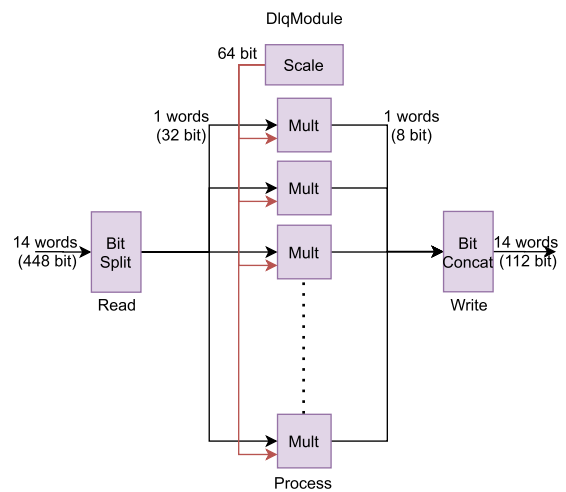 DlqModule
64 bit
Scale
1 words
(32 bit)
Mult
1 words
(8 bit)
Mult
14 words
(448 bit)
Bit
Split
Read
Mult
Bit
Concat
Write
14 words
(112 bit)
Mult
Process